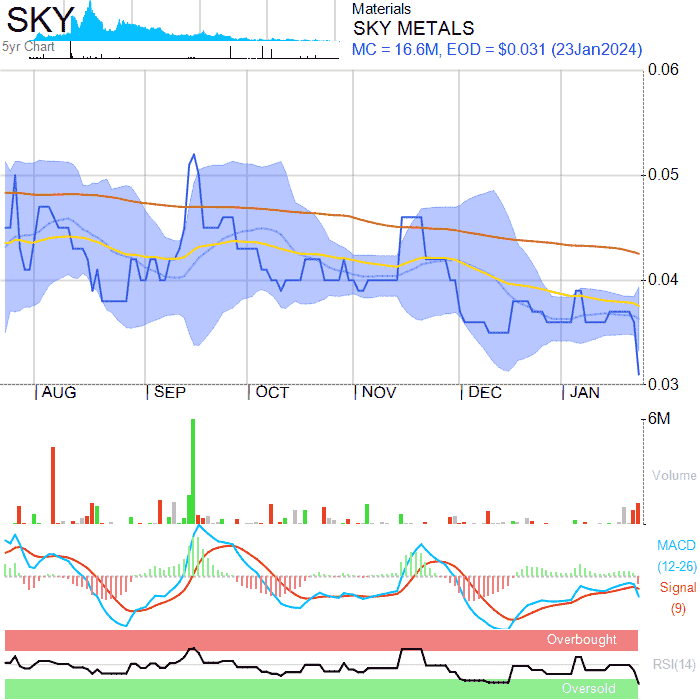 SKY
5yr Chart
Materials
SKY METALS
MC = 16.6M, EOD = $0.031 (23Jan2024)
0.06
0.05
0.04
0.03
AUG
SEP
OCT
NOV
DEC
JAN
6M
Volume
MACD
(12-26)
Signal
(9)
Overbought
RSI(14)
Oversold